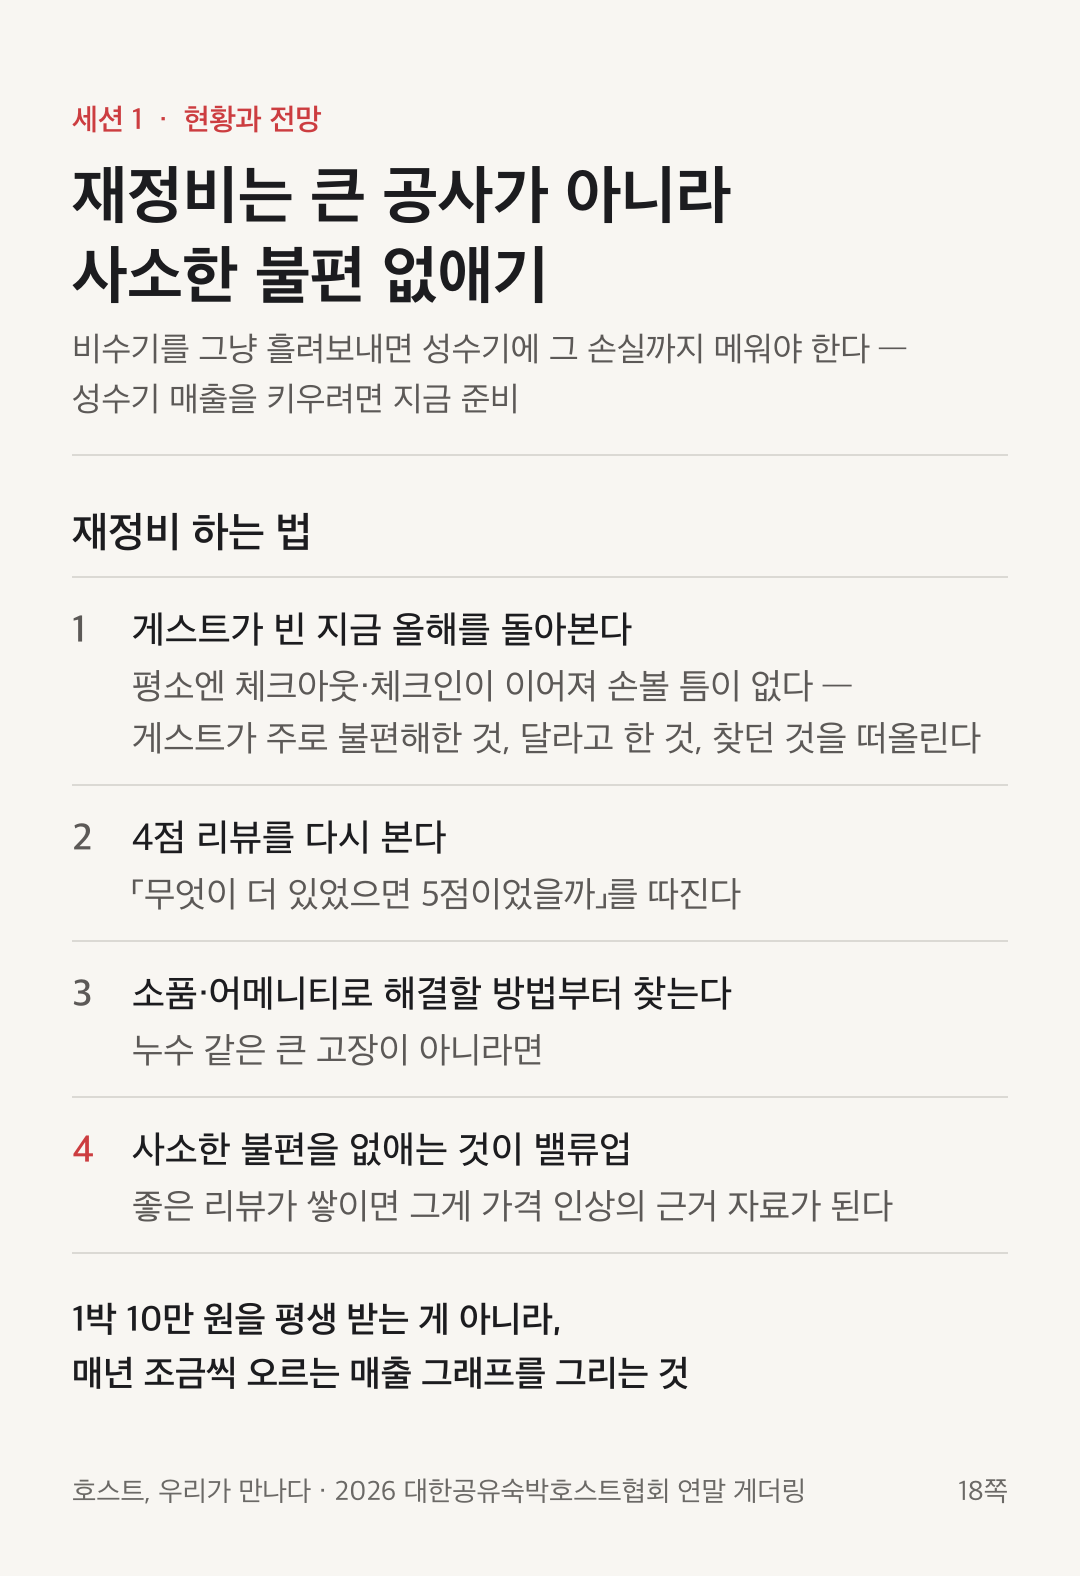 세션 1 · 현황과 전망
재정비는 큰 공사가 아니라
사소한 불편 없애기
비수기를 그냥 흘려보내면 성수기에 그 손실까지 메워야 한다 —
성수기 매출을 키우려면 지금 준비
재정비 하는 법
1 게스트가 빈 지금 올해를 돌아본다
평소엔 체크아웃·체크인이 이어져 손볼 틈이 없다 —
게스트가 주로 불편해한 것, 달라고 한 것, 찾던 것을 떠올린다
2 4점 리뷰를 다시 본다
「무엇이 더 있었으면 5점이었을까」를 따진다
3 소품·어메니티로 해결할 방법부터 찾는다
누수 같은 큰 고장이 아니라면
4 사소한 불편을 없애는 것이 밸류업
좋은 리뷰가 쌓이면 그게 가격 인상의 근거 자료가 된다
1박 10만 원을 평생 받는 게 아니라,
매년 조금씩 오르는 매출 그래프를 그리는 것
호스트, 우리가 만나다 · 2026 대한공유숙박호스트협회 연말 게더링 18쪽